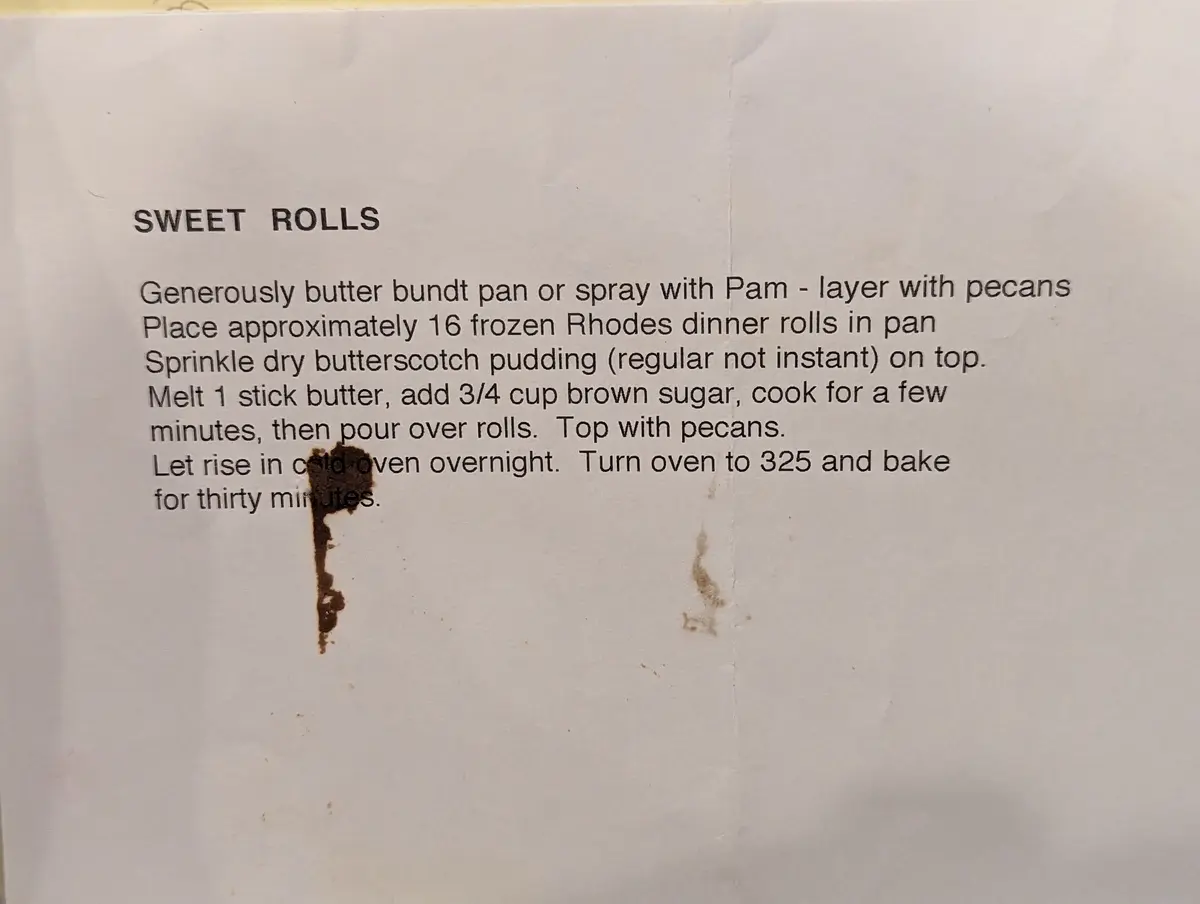 SWEET ROLLS
Generously butter bundt pan or spray with Pam - layer with pecans
Place approximately 16 frozen Rhodes dinner rolls in pan
Sprinkle dry butterscotch pudding (regular not instant) on top.
Melt 1 stick butter, add 3/4 cup brown sugar, cook for a few
minutes, then pour over rolls. Top with pecans.
Let rise in cold oven overnight. Turn oven to 325 and bake
for thirty minutes.